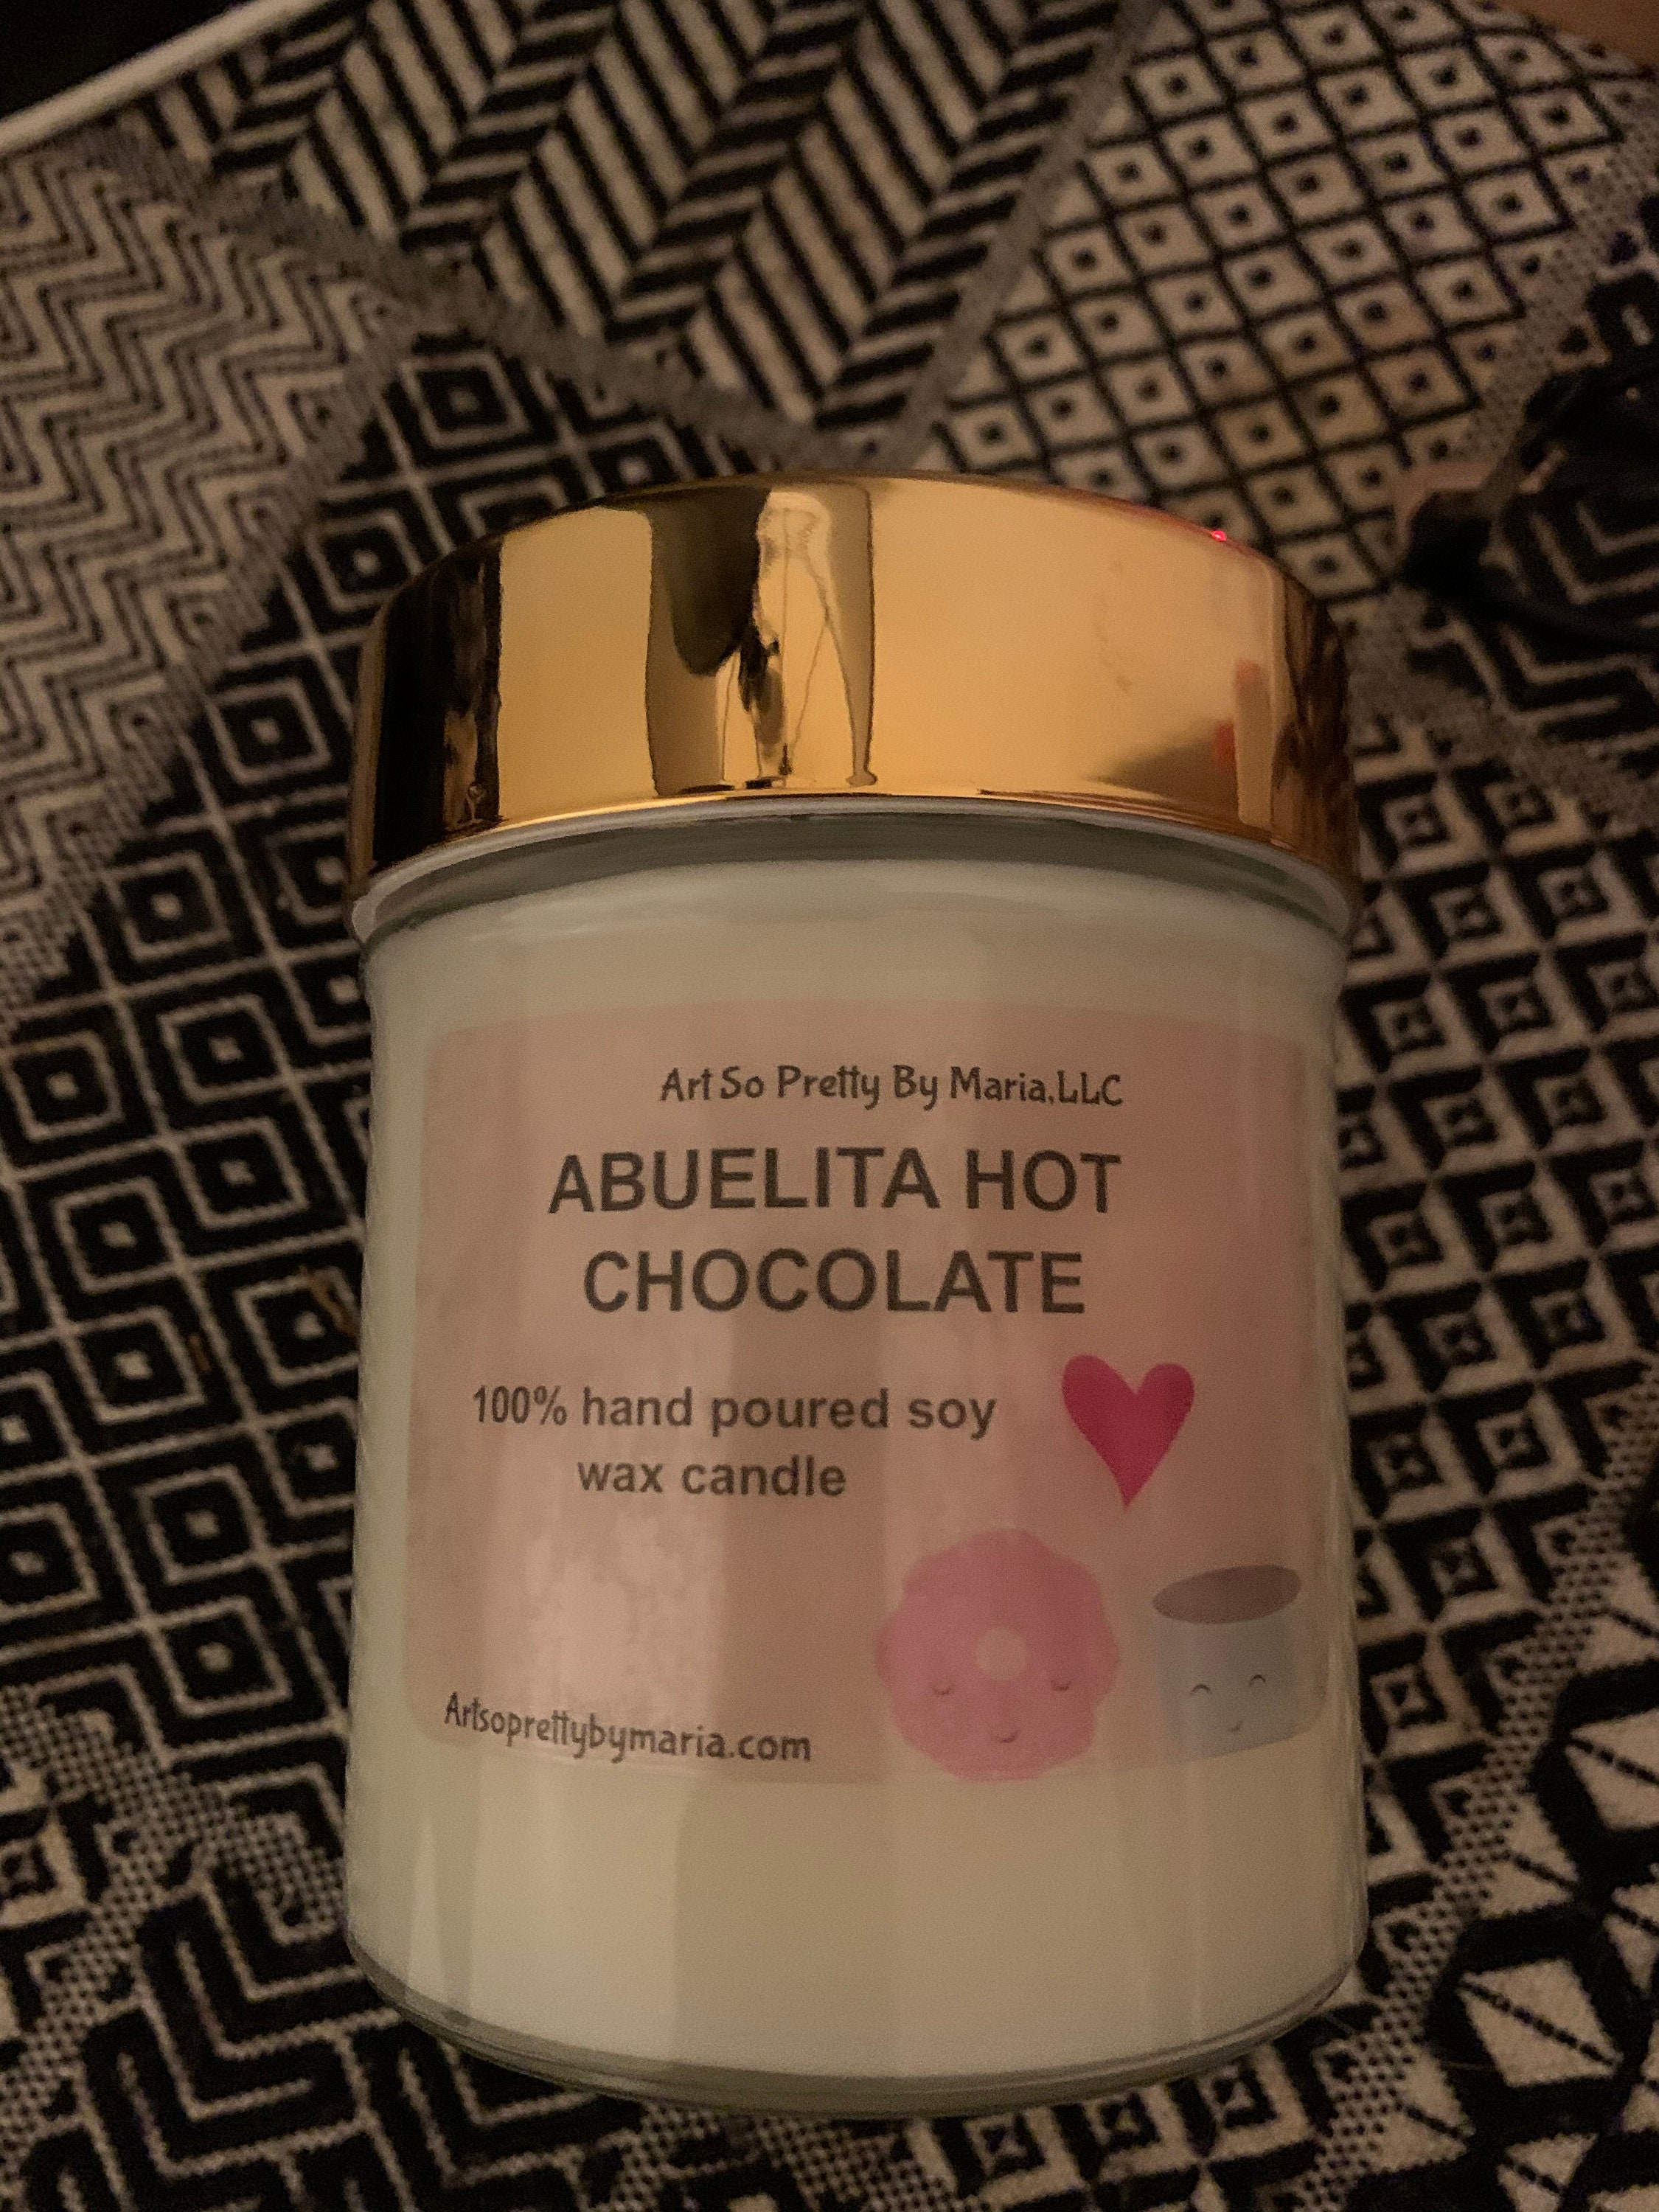 Art So Pretty By Maria,LLC
ABUELITA HOT
CHOCOLATE
100% hand poured soy
wax candle
Artsoprettybymaria.com